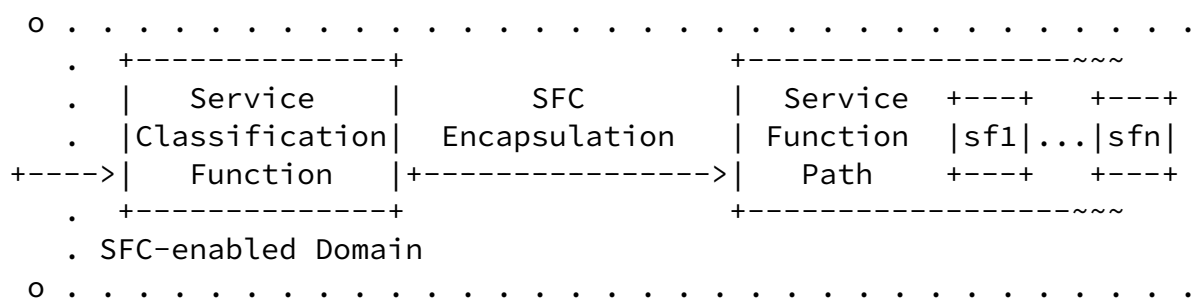 o . . . . . . . . . . . . . . . . . . . . . . . . . . . . . . .
.  +--------------+                  +------------------~~~
.  |   Service    |       SFC        |  Service  +---+   +---+
.  |Classification|  Encapsulation   | Function  |sf1|...|sfn|
+---->|   Function   |+---------------->|   Path    +---+   +---+
.  +--------------+                  +------------------~~~
. SFC-enabled Domain
o . . . . . . . . . . . . . . . . . . . . . . . . . . . . . . .